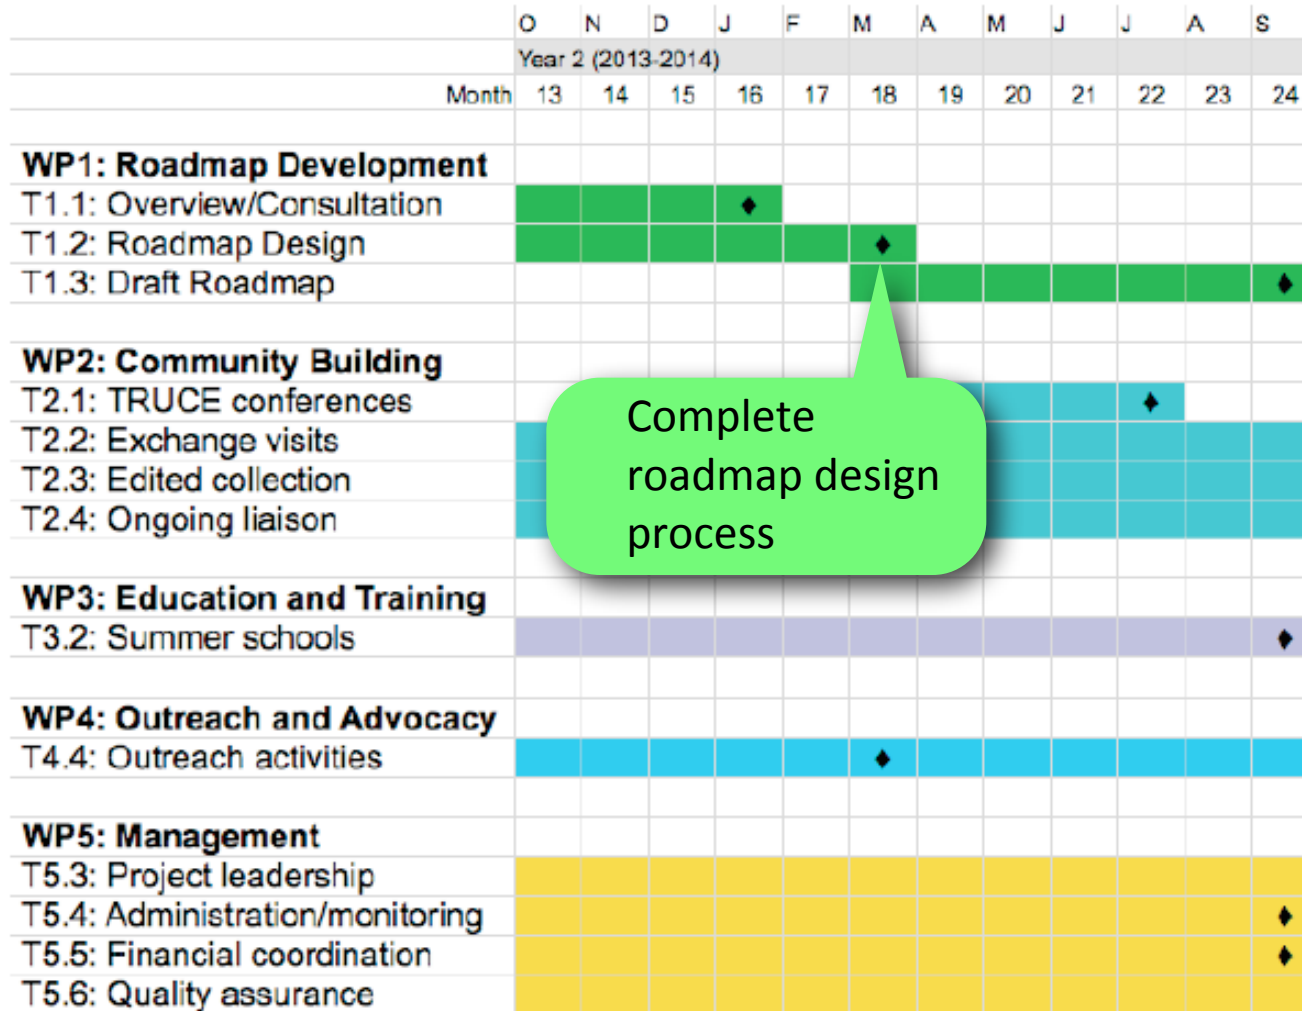 O N D J F M A M J J A S
Year 2 (2013-2014)
Month 13 14 15 16 17 18 19 20 21 22 23 24
WP1: Roadmap Development
T1.1: Overview/Consultation
T1.2: Roadmap Design
T1.3: Draft Roadmap
WP2: Community Building
T2.1: TRUCE conferences
T2.2: Exchange visits
T2.3: Edited collection
T2.4: Ongoing liaison
Complete
roadmap design
process
WP3: Education and Training
T3.2: Summer schools
WP4: Outreach and Advocacy
T4.4: Outreach activities
WP5: Management
T5.3: Project leadership
T5.4: Administration/monitoring
T5.5: Financial coordination
T5.6: Quality assurance